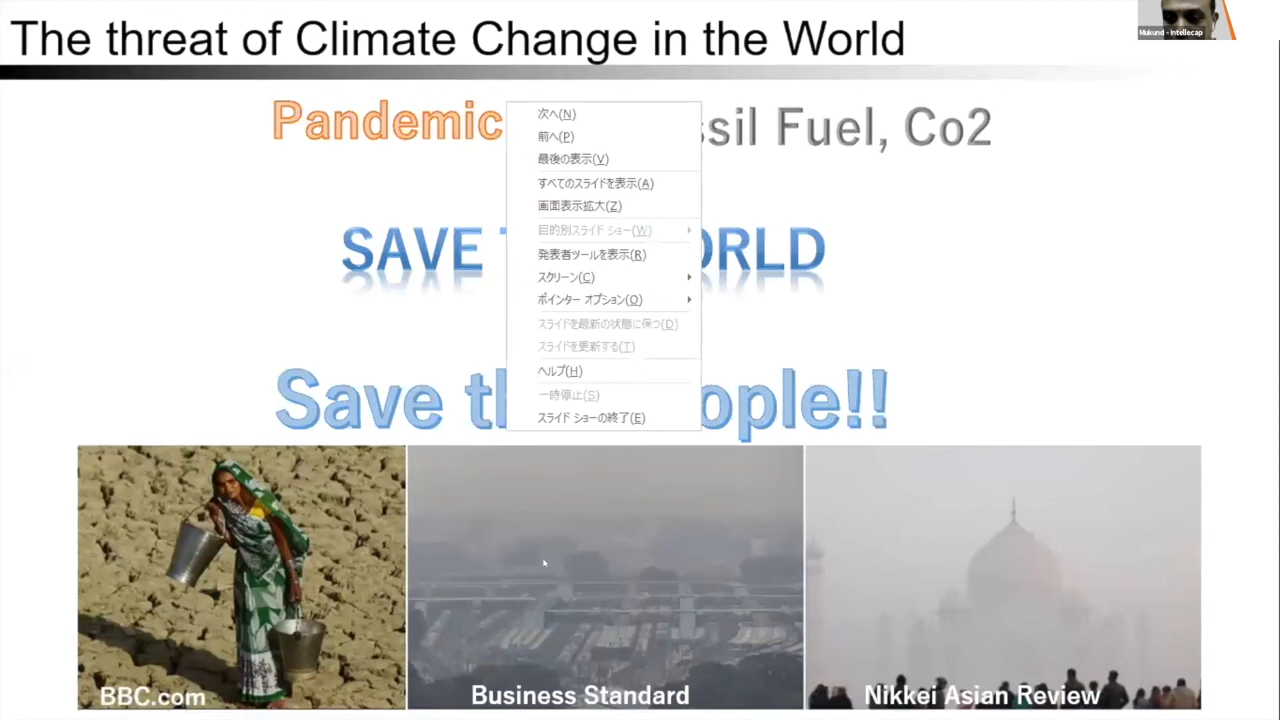 The threat of Climate Change in the World
Mukund - Intellecap
Pandemic ssil Fuel, Co2
SAVE ORLD
Save th ople!!
次へ(N)
前へ(P)
最後の表示(V)
すべてのスライドを表示(A)
画面表示拡大(Z)
目的別スライド ショー(W)
発表者ツールを表示(R)
スクリーン(C)
ポインター オプション(O)
スライドを最新の状態に保つ(D)
スライドを更新する(T)
ヘルプ(H)
一時停止(S)
スライド ショーの終了(E)
BBC.com
Business Standard
Nikkei Asian Review